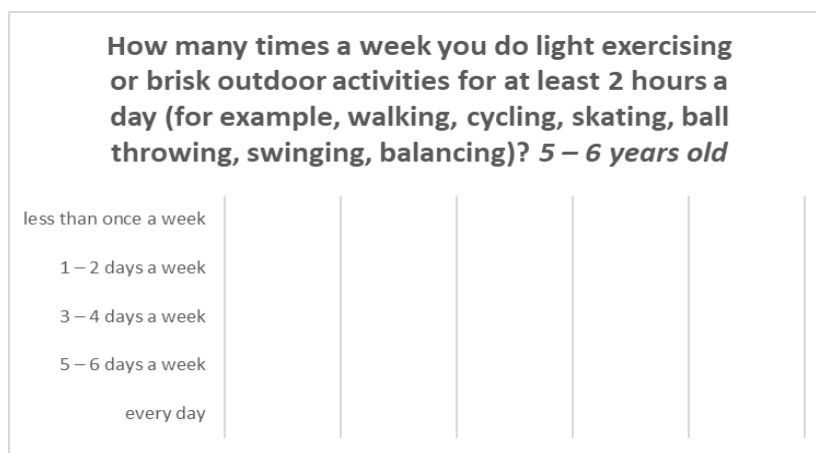 How many times a week you do light exercising
or brisk outdoor activities for at least 2 hours a
day (for example, walking, cycling, skating, ball
throwing, swinging, balancing)? 5 – 6 years old
less than once a week
1 – 2 days a week
3 – 4 days a week
5 – 6 days a week
every day